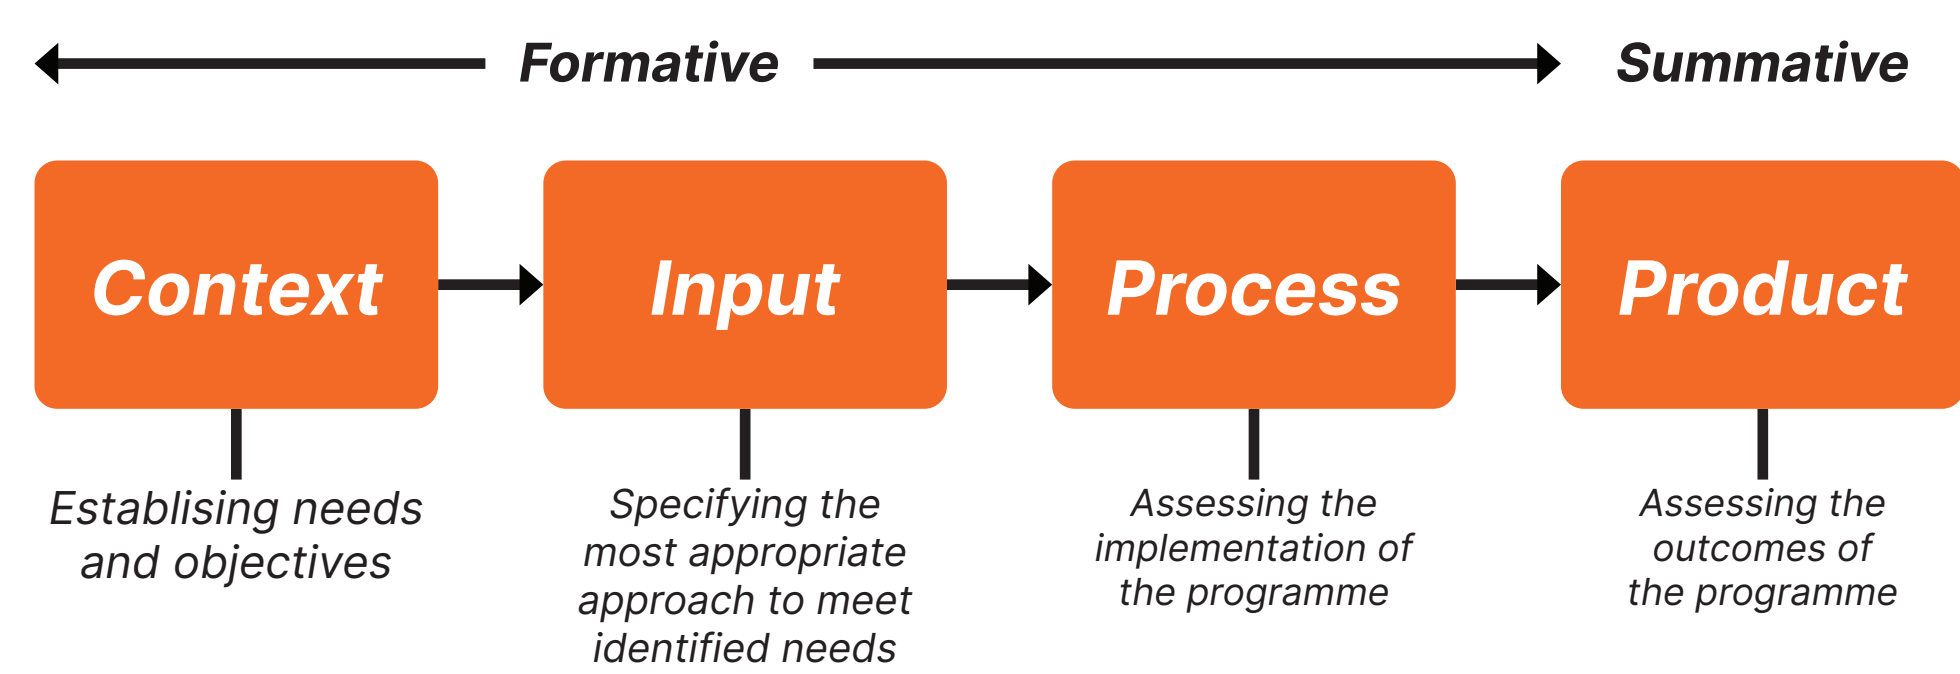 Formative
Summative
Context
Input
Process
Product
Establising needs
and objectives
Specifying the
most appropriate
approach to meet
identified needs
Assessing the
implementation of
the programme
Assessing the
outcomes of
the programme